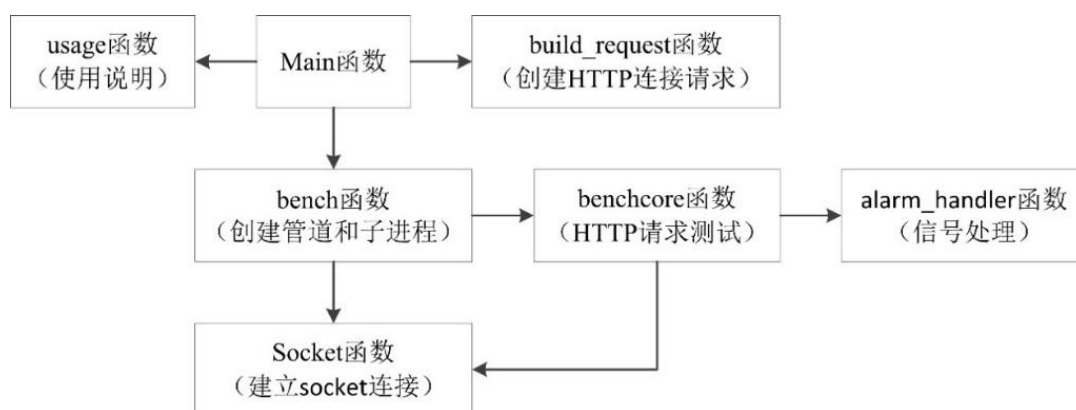 usage函数
（使用说明）
Main函数
build_request函数
（创建HTTP连接请求）
bench函数
（创建管道和子进程）
benchcore函数
（HTTP请求测试）
alarm_handler函数
（信号处理）
Socket函数
（建立socket连接）